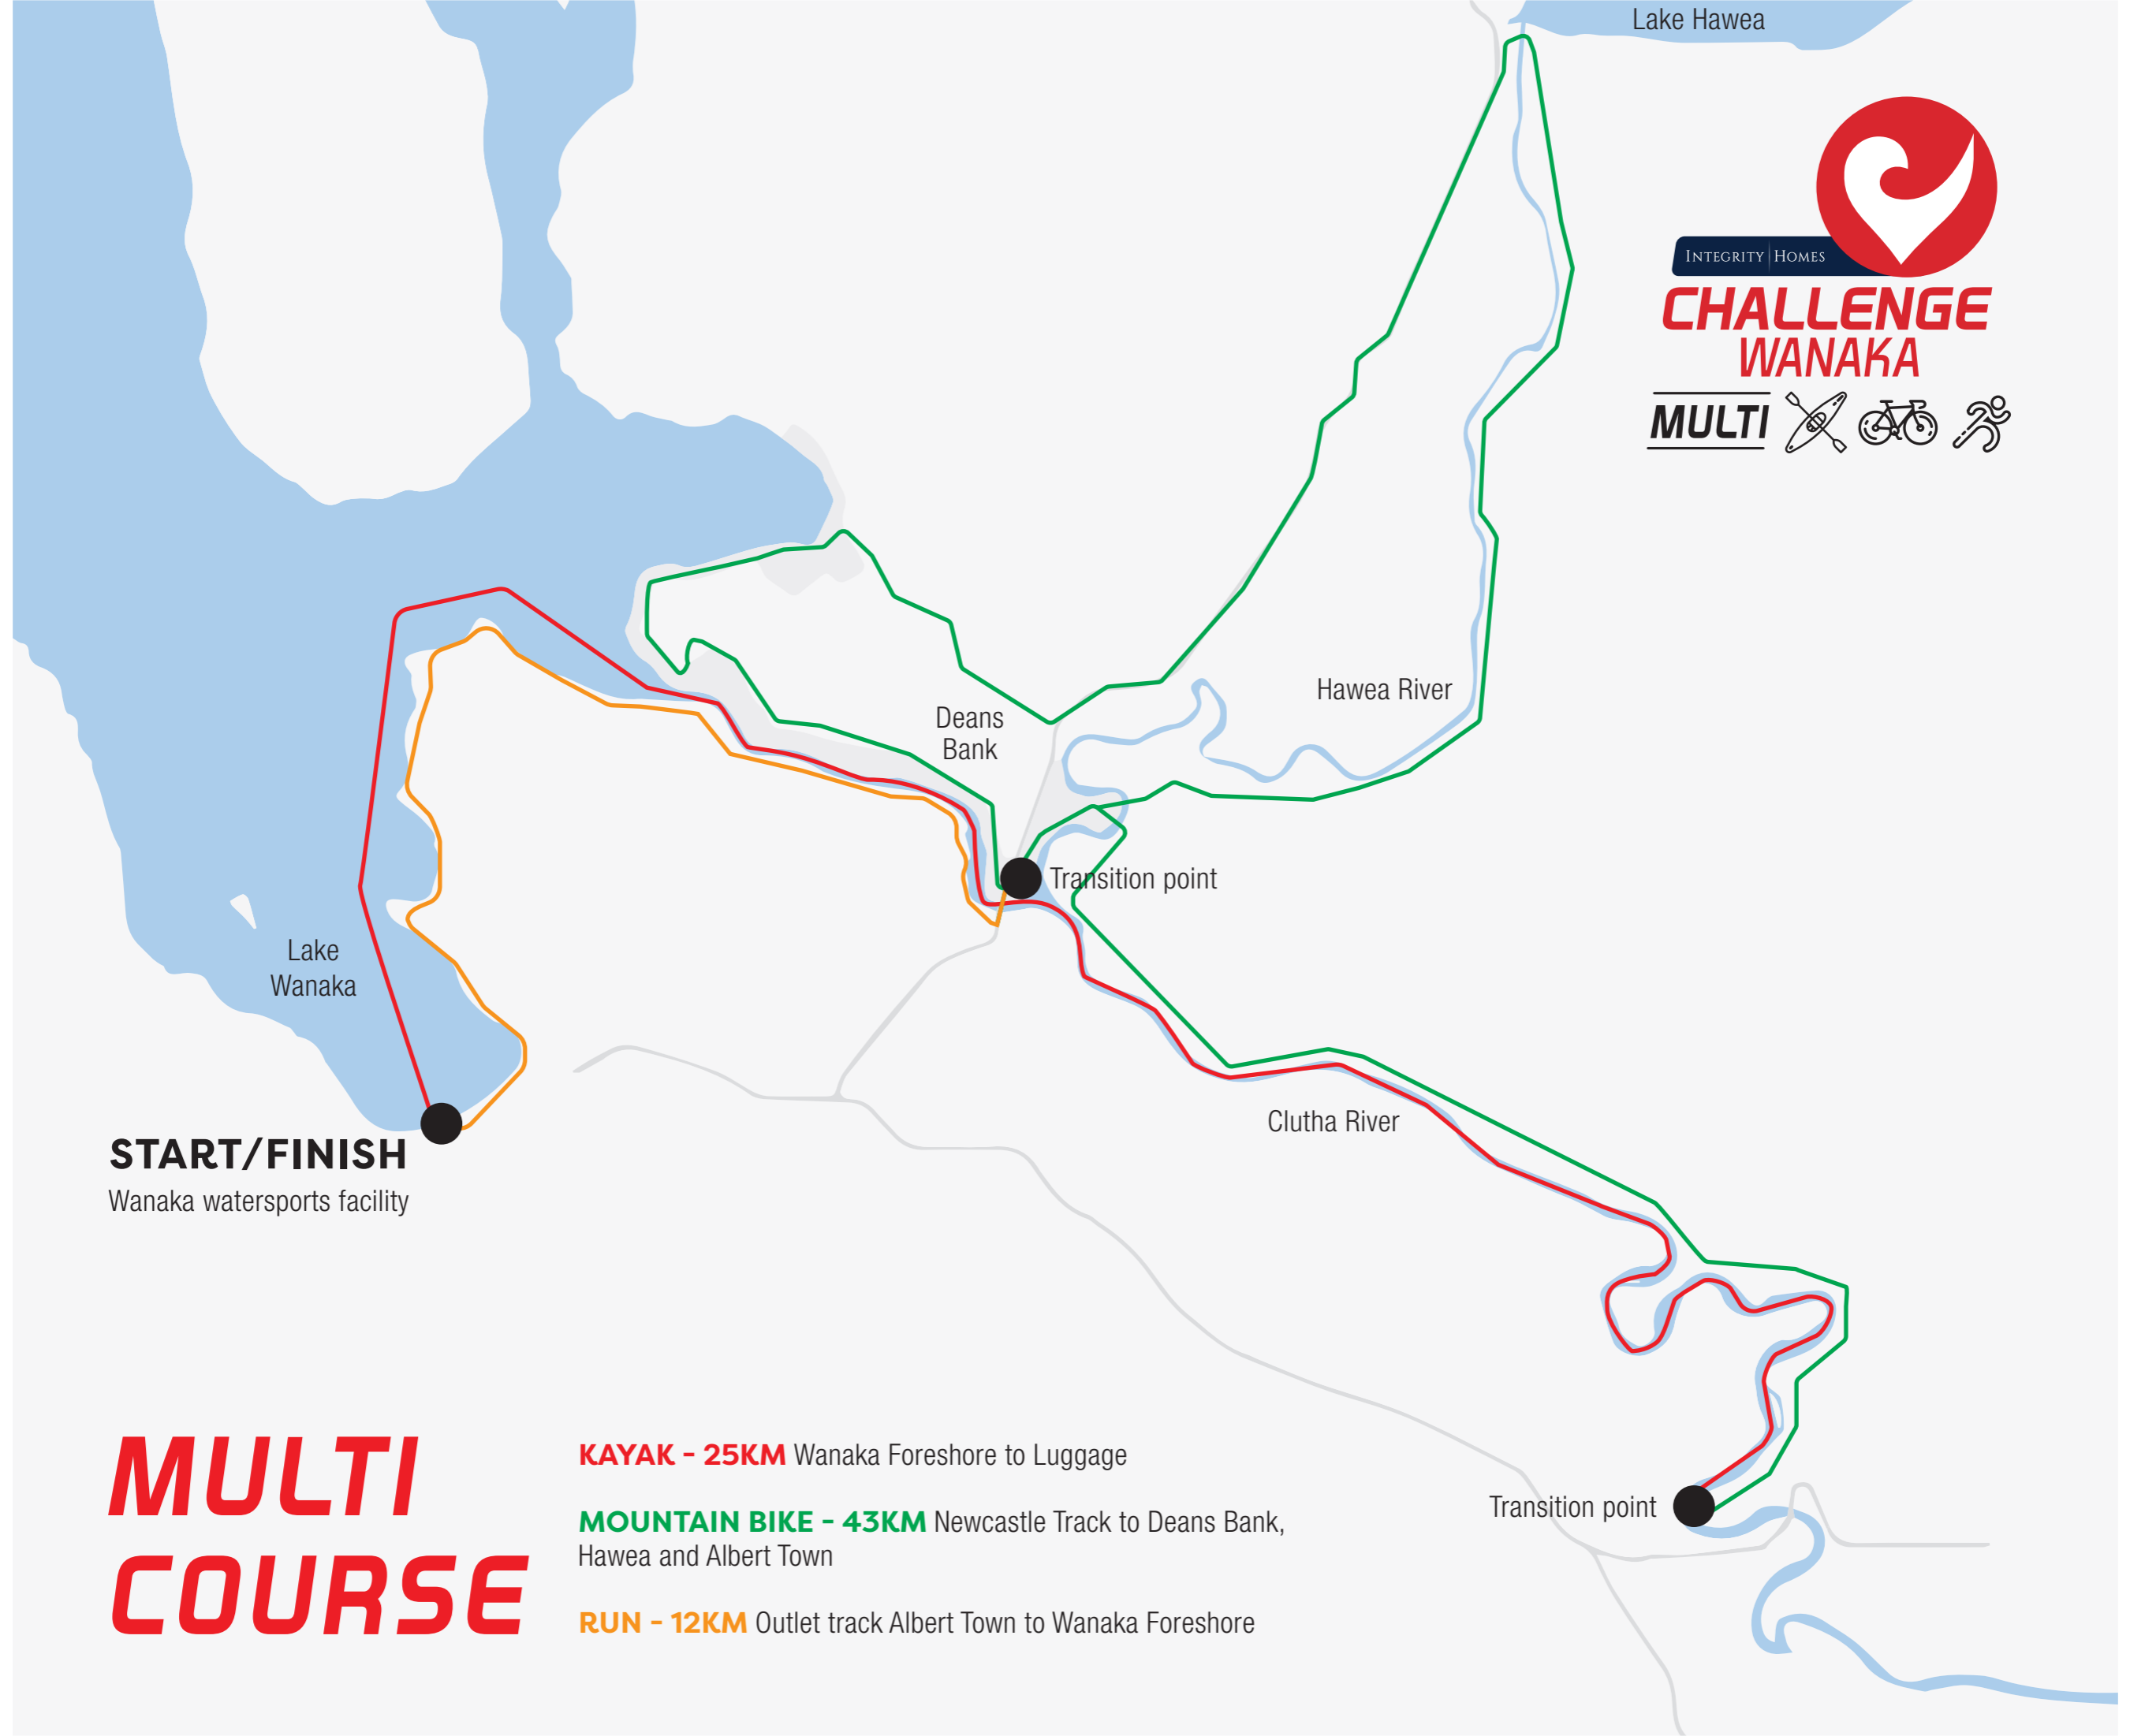 Lake Hawea
INTEGRITY HOMES
CHALLENGE
WANAKA
MULTI
Hawea River
Deans
Bank
Transition point
Lake
Wanaka
START/FINISH
Wanaka watersports facility
Clutha River
MULTI
COURSE
KAYAK - 25KM Wanaka Foreshore to Luggage
MOUNTAIN BIKE - 43KM Newcastle Track to Deans Bank,
Hawea and Albert Town
RUN - 12KM Outlet track Albert Town to Wanaka Foreshore
Transition point